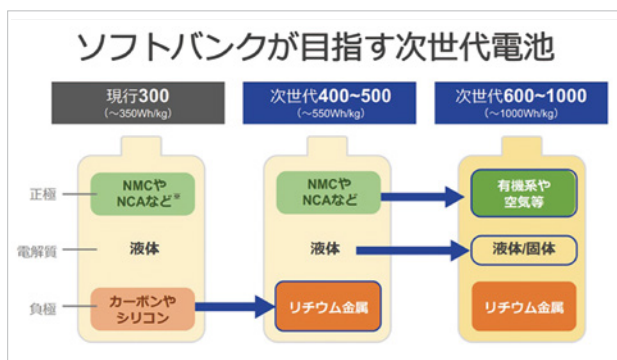 ソフトバンクが目指す次世代電池
現行300
（～350Wh/kg）
次世代400~500
（～550Wh/kg）
次世代600~1000
（～1000Wh/kg）
正極
NMCや
NCAなど※
NMCや
NCAなど
有機系や
空気等
電解質
液体
液体
液体/固体
負極
カーボンや
シリコン
リチウム金属
リチウム金属